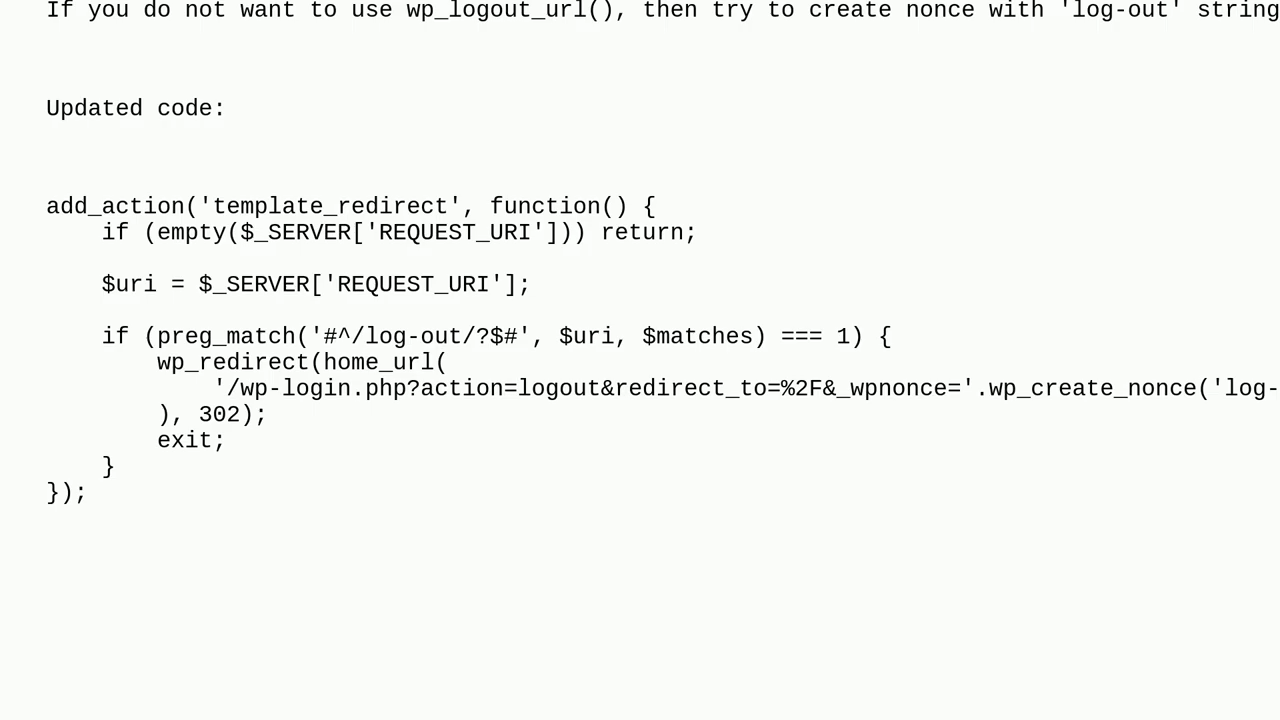 If you do not want to use wp_logout_url(), then try to create nonce with 'log-out' string
Updated code:
add_action('template_redirect', function() {
    if (empty($_SERVER['REQUEST_URI'])) return;
    $uri = $_SERVER['REQUEST_URI'];
    if (preg_match('#^/log-out/?$#', $uri, $matches) === 1) {
        wp_redirect(home_url(
            '/wp-login.php?action=logout&redirect_to=%2F&_wpnonce='.wp_create_nonce('log-
        ), 302);
        exit;
    }
});